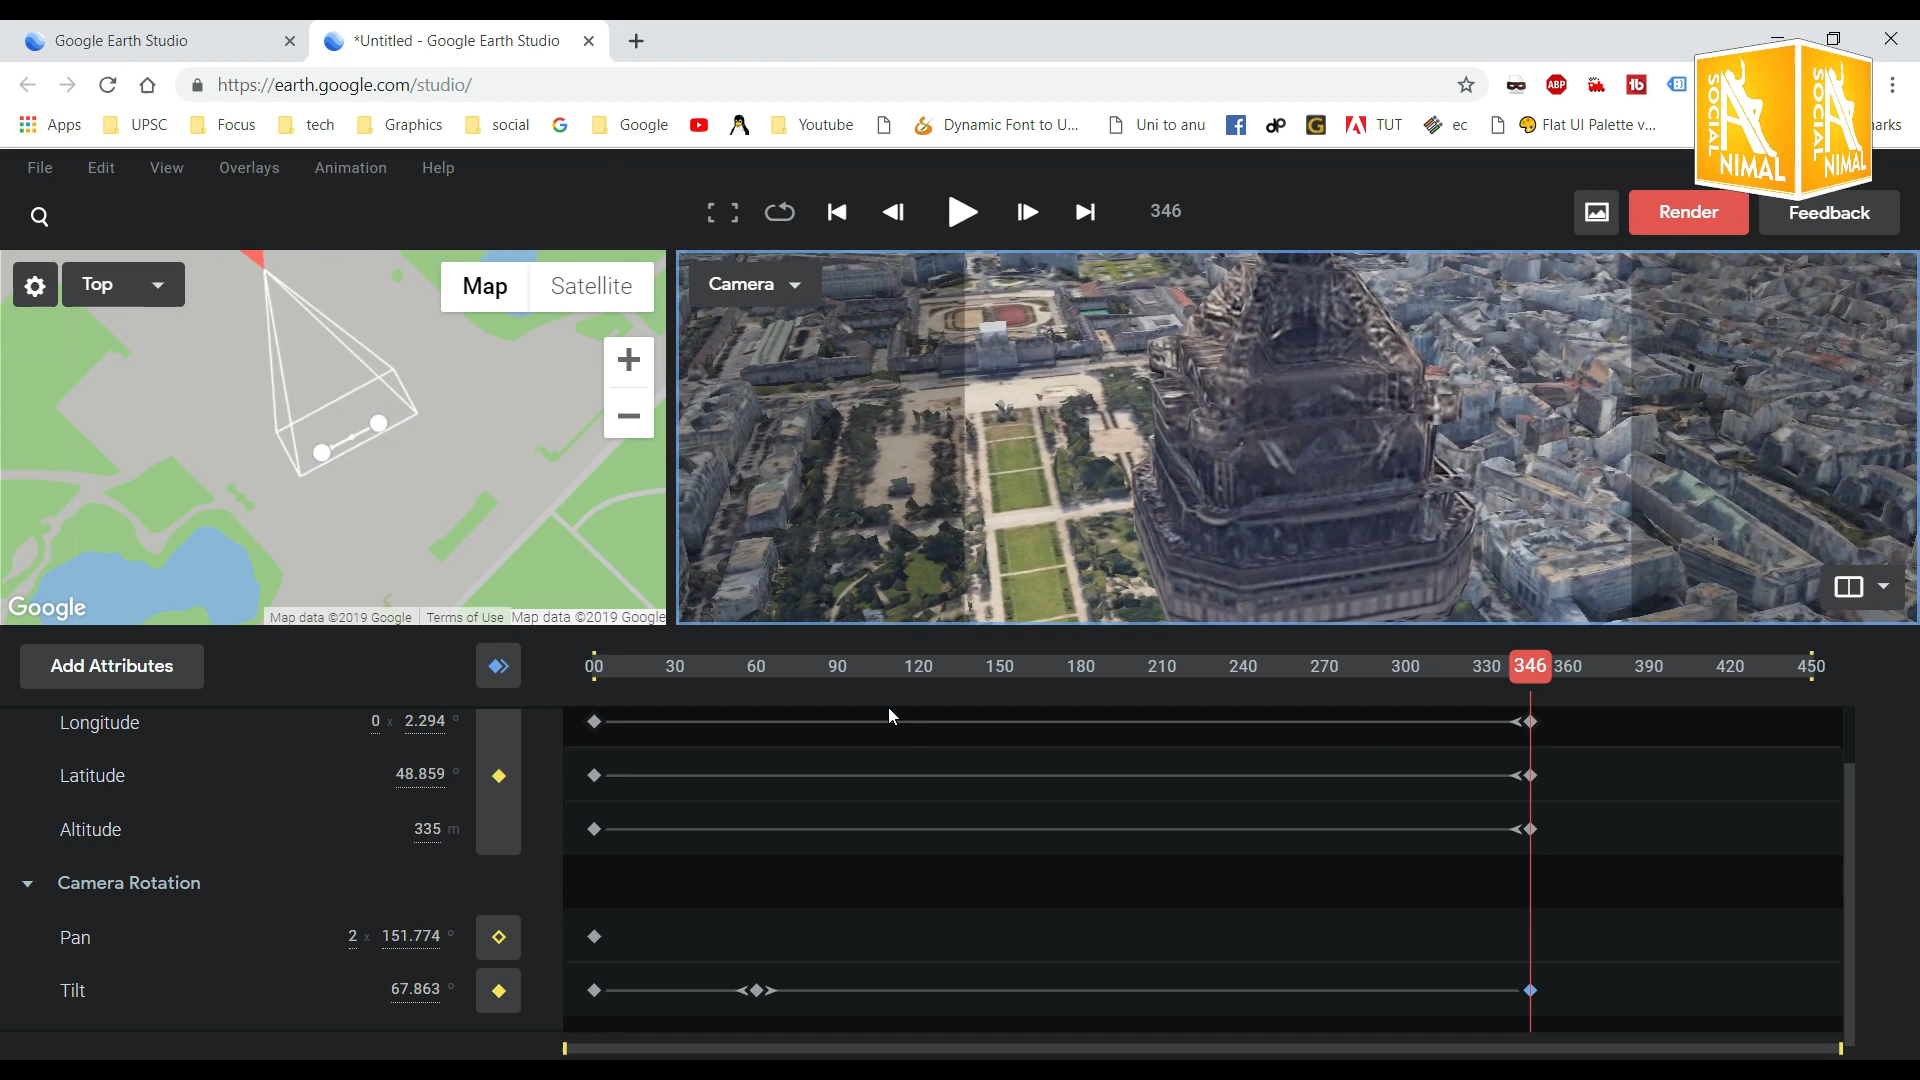 Google Earth Studio
*Untitled - Google Earth Studio
https://earth.google.com/studio/
ABP
Apps UPSC Focus tech Graphics social Google Youtube Dynamic Font to U... Uni to anu TUT ec Flat UI Palette v... arks
SOCIAL
NIMAL
SOCIAL
NIMAL
File Edit View Overlays Animation Help
346
Render
Feedback
Top
Map
Satellite
Camera
Google
Map data ©2019 Google
Terms of Use
Map data ©2019 Google
Add Attributes
00 30 60 90 120 150 180 210 240 270 300 330 346 360 390 420 450
Longitude 0 x 2.294 °
Latitude 48.859 °
Altitude 335 m
Camera Rotation
Pan 2 x 151.774 °
Tilt 67.863 °